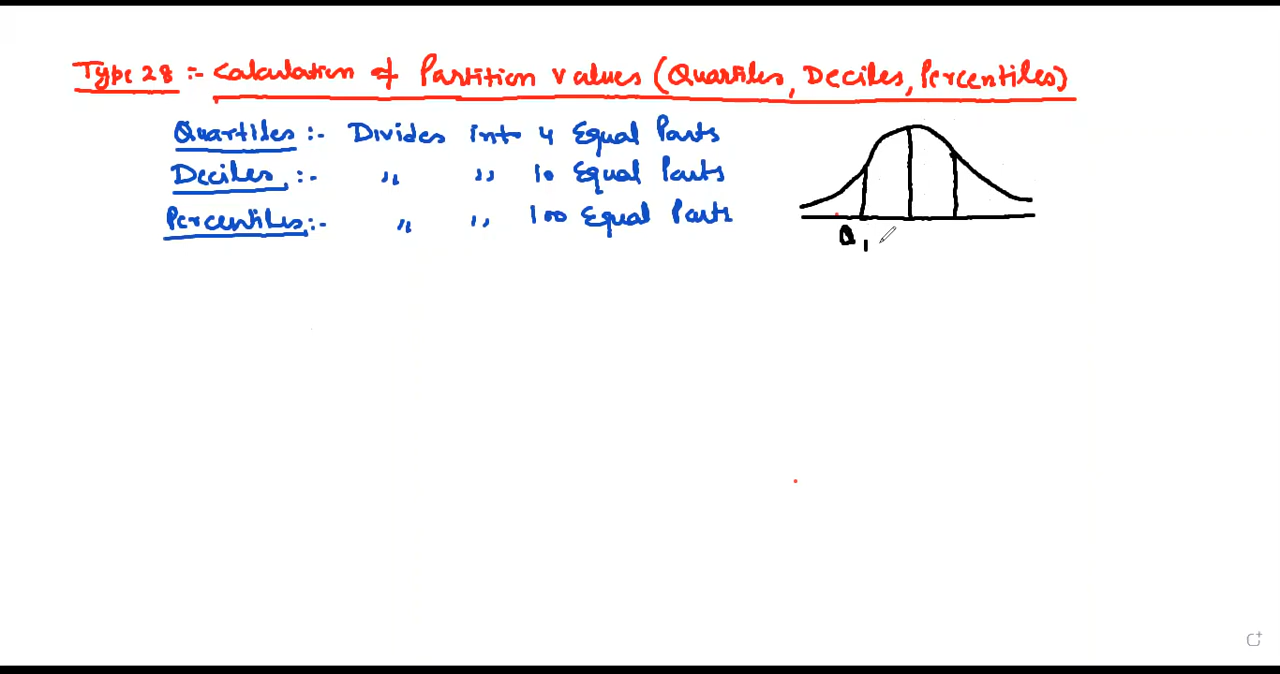 Type 28 :- Calculation of Partition Values (Quartiles, Deciles, Percentiles)
Quartiles :- Divides into 4 Equal Parts
Deciles :- " " 10 Equal Parts
Percentiles :- " " 100 Equal Parts
Q1